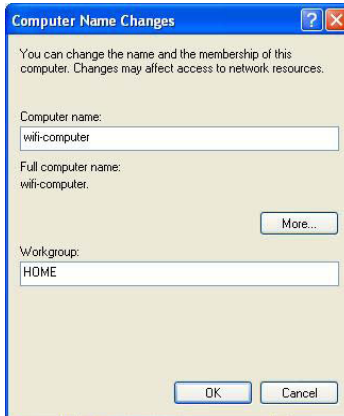 Computer Name Changes
You can change the name and the membership of this
computer. Changes may affect access to network resources.
Computer name:
wifi-computer
Full computer name:
wifi-computer.
More...
Workgroup:
HOME
OK Cancel